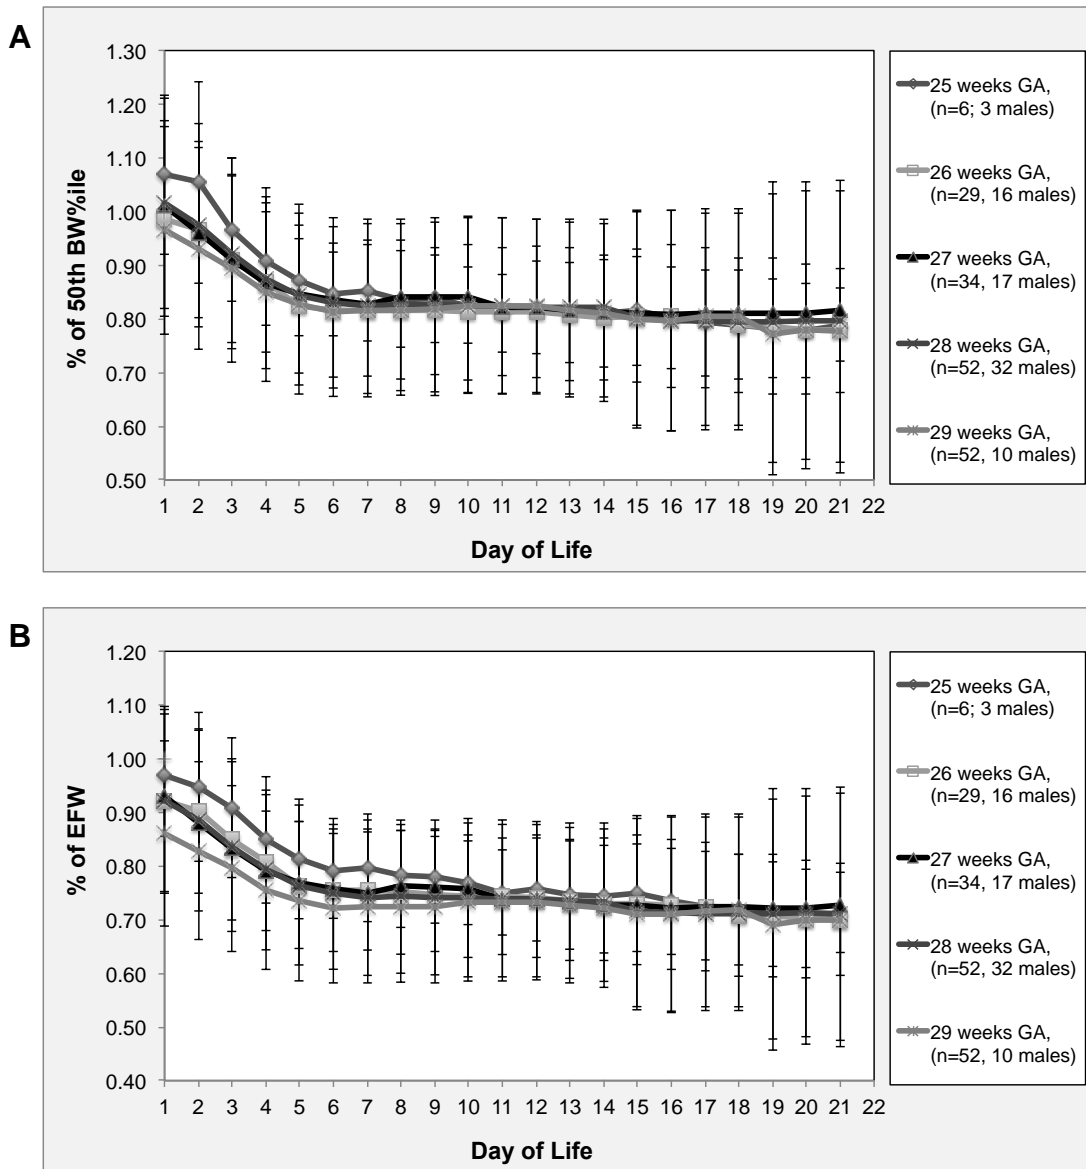 A
1.30
1.20
1.10
1.00
0.90
0.80
0.70
0.60
0.50
% of 50th BW%ile
1 2 3 4 5 6 7 8 9 10 11 12 13 14 15 16 17 18 19 20 21 22
Day of Life
25 weeks GA,
(n=6; 3 males)
26 weeks GA,
(n=29, 16 males)
27 weeks GA,
(n=34, 17 males)
28 weeks GA,
(n=52, 32 males)
29 weeks GA,
(n=52, 10 males)
B
1.20
1.10
1.00
0.90
0.80
0.70
0.60
0.50
0.40
% of EFW
1 2 3 4 5 6 7 8 9 10 11 12 13 14 15 16 17 18 19 20 21 22
Day of Life
25 weeks GA,
(n=6; 3 males)
26 weeks GA,
(n=29, 16 males)
27 weeks GA,
(n=34, 17 males)
28 weeks GA,
(n=52, 32 males)
29 weeks GA,
(n=52, 10 males)